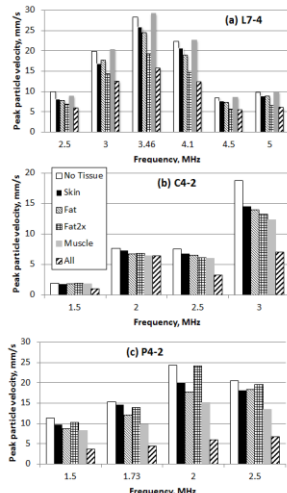 (a) L7-4
Peak particle velocity, mm/s
30
25
20
15
10
5
0
2.5 3 3.46 4.1 4.5 5
Frequency, MHz
(b) C4-2
No Tissue
Skin
Fat
Fat2x
Muscle
All
Peak particle velocity, mm/s
20
15
10
5
0
1.5 2 2.5 3
Frequency, MHz
(c) P4-2
Peak particle velocity, mm/s
30
25
20
15
10
5
0
1.5 1.73 2 2.5
Frequency, MHz